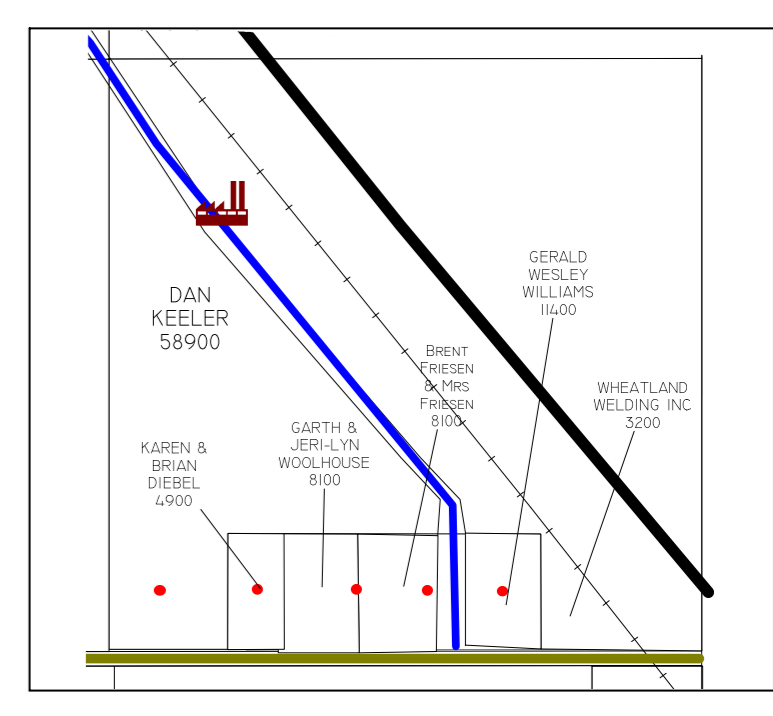 GERALD
WESLEY
WILLIAMS
11400
DAN
KEELER
58900
BRENT
FRIESEN
& MRS
FRIESEN
8100
WHEATLAND
WELDING INC
3200
GARTH &
JERI-LYN
WOOLHOUSE
8100
KAREN &
BRIAN
DIEBEL
4900